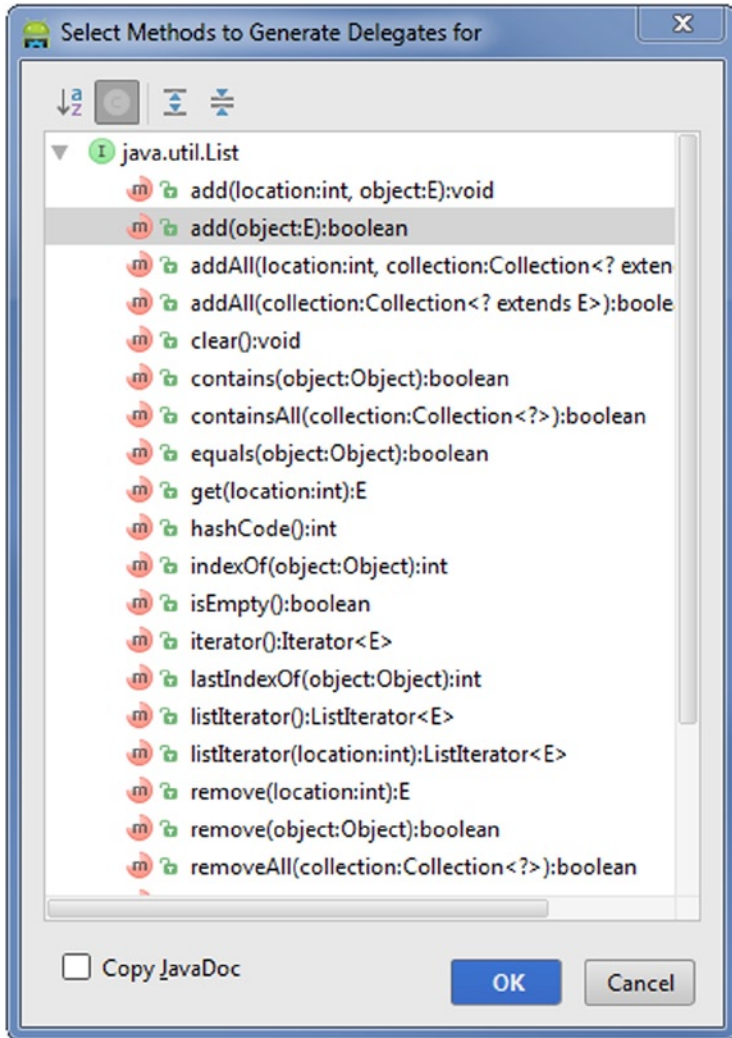 Select Methods to Generate Delegates for
java.util.List
add(location:int, object:E):void
add(object:E):boolean
addAll(location:int, collection:Collection<? exten
addAll(collection:Collection<? extends E>):boole
clear():void
contains(object:Object):boolean
containsAll(collection:Collection<?>):boolean
equals(object:Object):boolean
get(location:int):E
hashCode():int
indexOf(object:Object):int
isEmpty():boolean
iterator():Iterator<E>
lastIndexOf(object:Object):int
listIterator():ListIterator<E>
listIterator(location:int):ListIterator<E>
remove(location:int):E
remove(object:Object):boolean
removeAll(collection:Collection<?>):boolean
Copy JavaDoc
OK Cancel